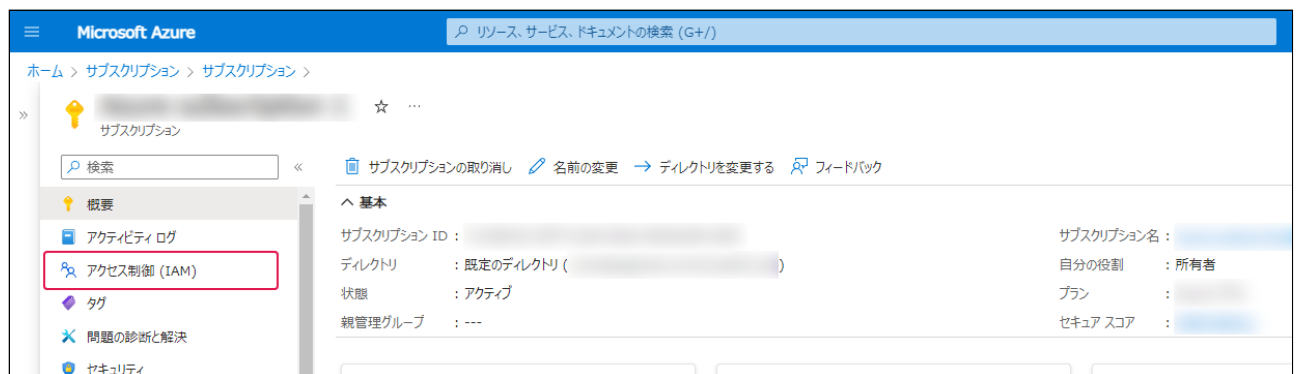 Microsoft Azure
リソース、サービス、ドキュメントの検索 (G+/)
ホーム > サブスクリプション > サブスクリプション >
サブスクリプション
検索
サブスクリプションの取り消し 名前の変更 ディレクトリを変更する フィードバック
概要
基本
アクティビティ ログ
サブスクリプション ID :
サブスクリプション名 :
アクセス制御 (IAM)
ディレクトリ : 既定のディレクトリ ( )
自分の役割 : 所有者
タグ
状態 : アクティブ
プラン :
問題の診断と解決
親管理グループ : ---
セキュア スコア :
セキュリティ